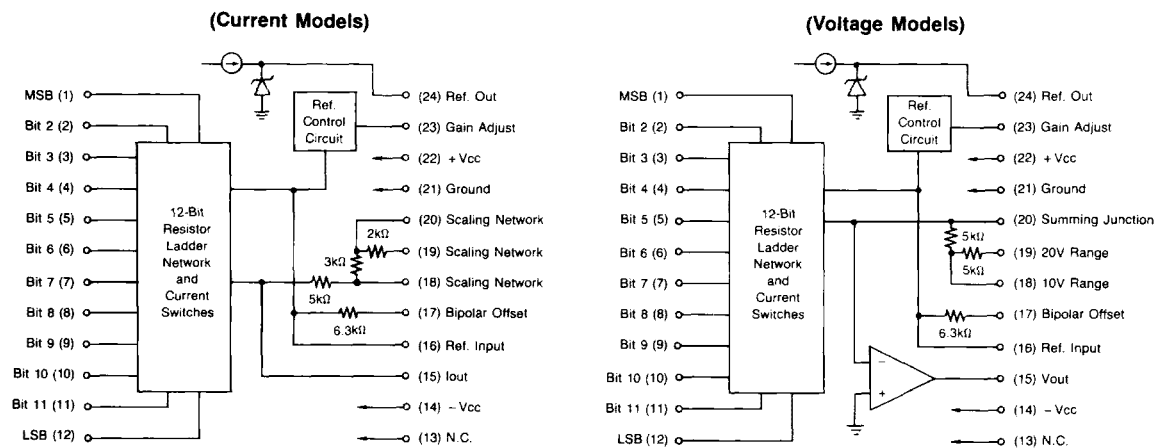 (Current Models)
MSB (1)
Bit 2 (2)
Bit 3 (3)
Bit 4 (4)
Bit 5 (5)
Bit 6 (6)
Bit 7 (7)
Bit 8 (8)
Bit 9 (9)
Bit 10 (10)
Bit 11 (11)
LSB (12)
12-Bit
Resistor
Ladder
Network
and
Current
Switches
Ref.
Control
Circuit
(24) Ref. Out
(23) Gain Adjust
(22) +Vcc
(21) Ground
(20) Scaling Network
2kΩ
(19) Scaling Network
3kΩ
(18) Scaling Network
5kΩ
(17) Bipolar Offset
6.3kΩ
(16) Ref. Input
(15) Iout
(14) −Vcc
(13) N.C.
(Voltage Models)
MSB (1)
Bit 2 (2)
Bit 3 (3)
Bit 4 (4)
Bit 5 (5)
Bit 6 (6)
Bit 7 (7)
Bit 8 (8)
Bit 9 (9)
Bit 10 (10)
Bit 11 (11)
LSB (12)
12-Bit
Resistor
Ladder
Network
and
Current
Switches
Ref.
Control
Circuit
(24) Ref. Out
(23) Gain Adjust
(22) +Vcc
(21) Ground
(20) Summing Junction
5kΩ
(19) 20V Range
5kΩ
(18) 10V Range
(17) Bipolar Offset
6.3kΩ
(16) Ref. Input
−
+
(15) Vout
(14) −Vcc
(13) N.C.